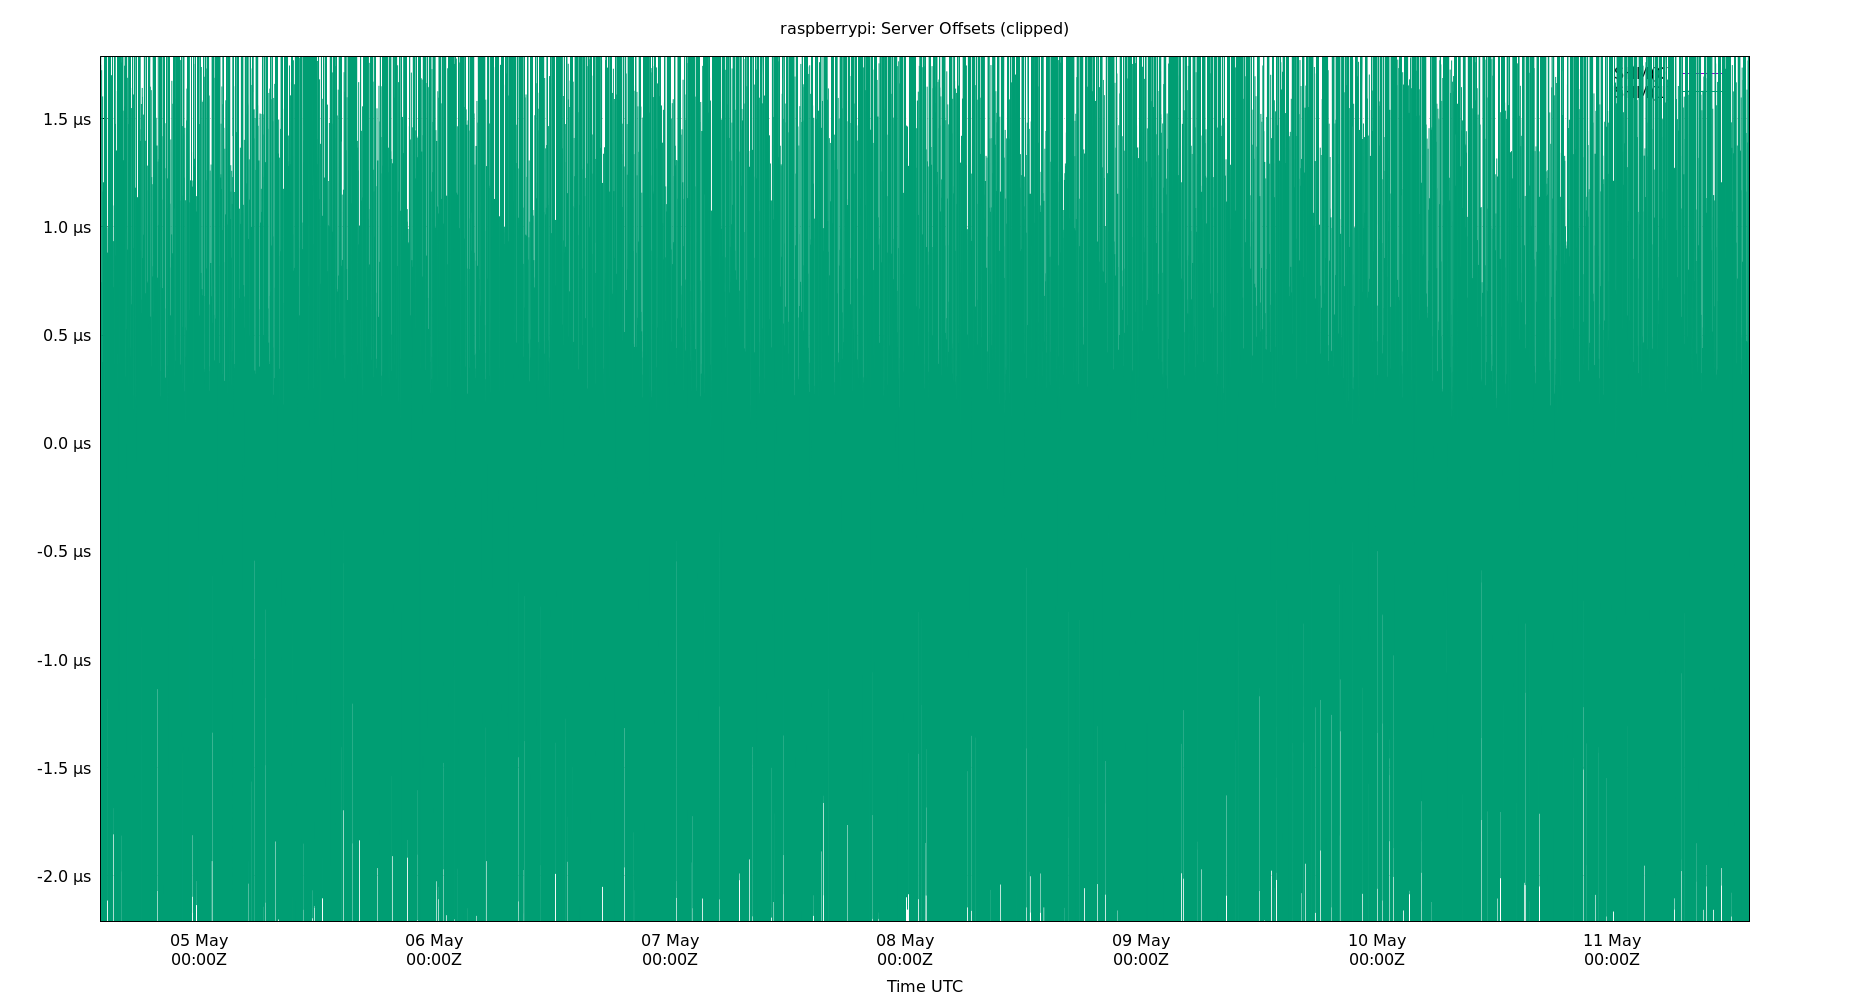 raspberrypi: Server Offsets (clipped)
1.5 µs
1.0 µs
0.5 µs
0.0 µs
-0.5 µs
-1.0 µs
-1.5 µs
-2.0 µs
05 May 06 May 07 May 08 May 09 May 10 May 11 May
00:00Z 00:00Z 00:00Z 00:00Z 00:00Z 00:00Z 00:00Z
Time UTC